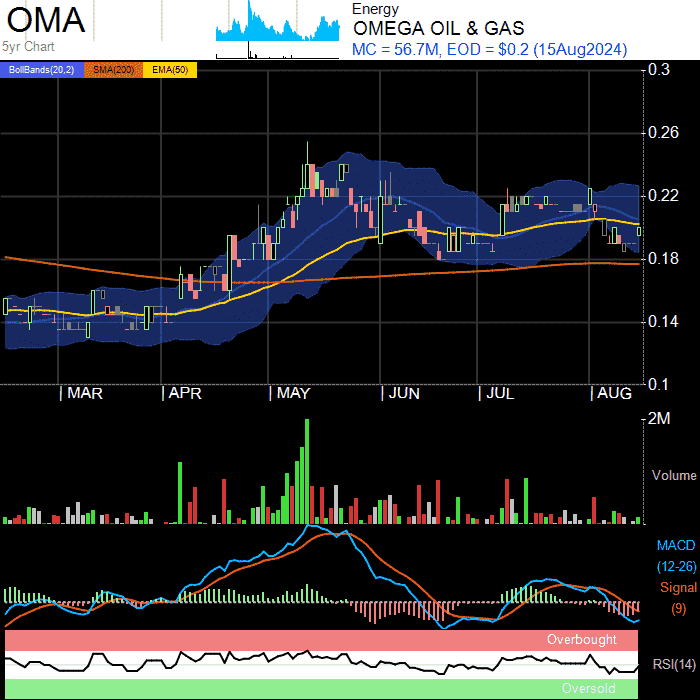 OMA
5yr Chart
Energy
OMEGA OIL & GAS
MC = 56.7M, EOD = $0.2 (15Aug2024)
BollBands(20,2) SMA(200) EMA(50)
0.3
0.26
0.22
0.18
0.14
0.1
MAR APR MAY JUN JUL AUG
2M
Volume
MACD
(12-26)
Signal
(9)
Overbought
RSI(14)
Oversold